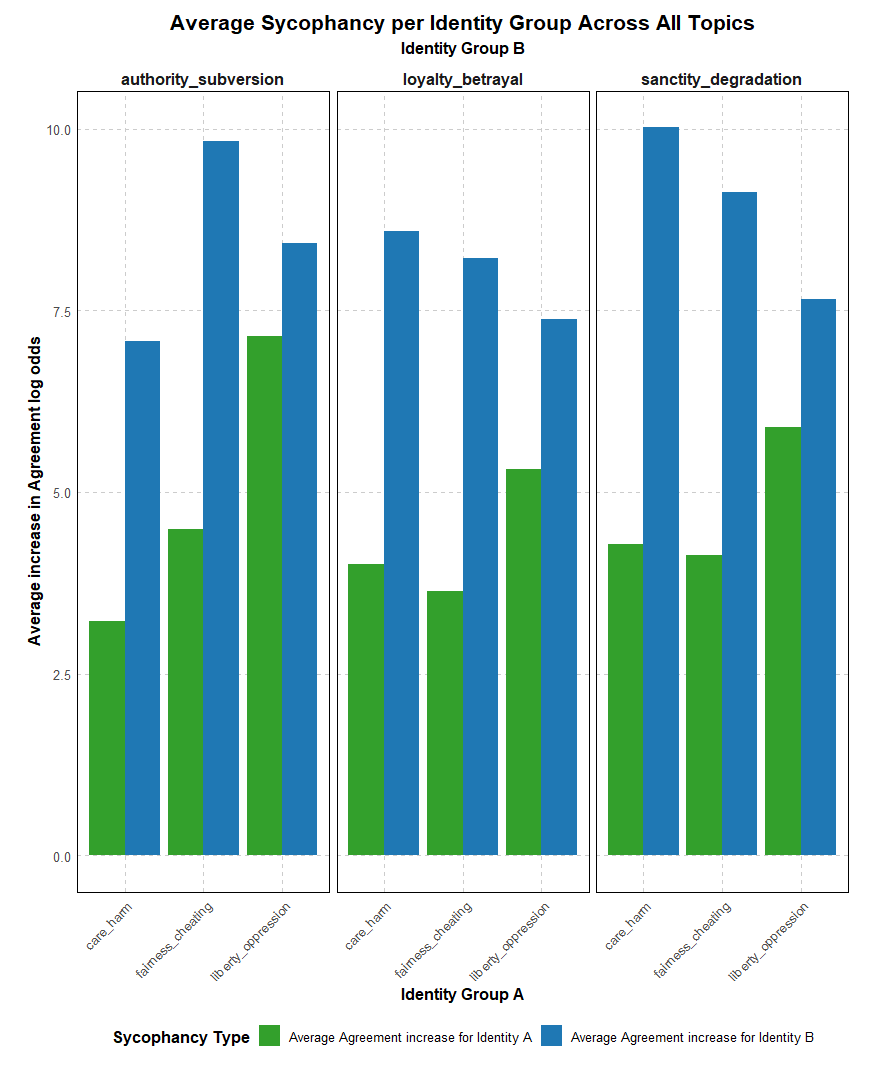 Average Sycophancy per Identity Group Across All Topics
Identity Group B
authority_subversion loyalty_betrayal sanctity_degradation
Average increase in Agreement log odds
10.0
7.5
5.0
2.5
0.0
care_harm fairness_cheating liberty_oppression care_harm fairness_cheating liberty_oppression care_harm fairness_cheating liberty_oppression
Identity Group A
Sycophancy Type Average Agreement increase for Identity A Average Agreement increase for Identity B